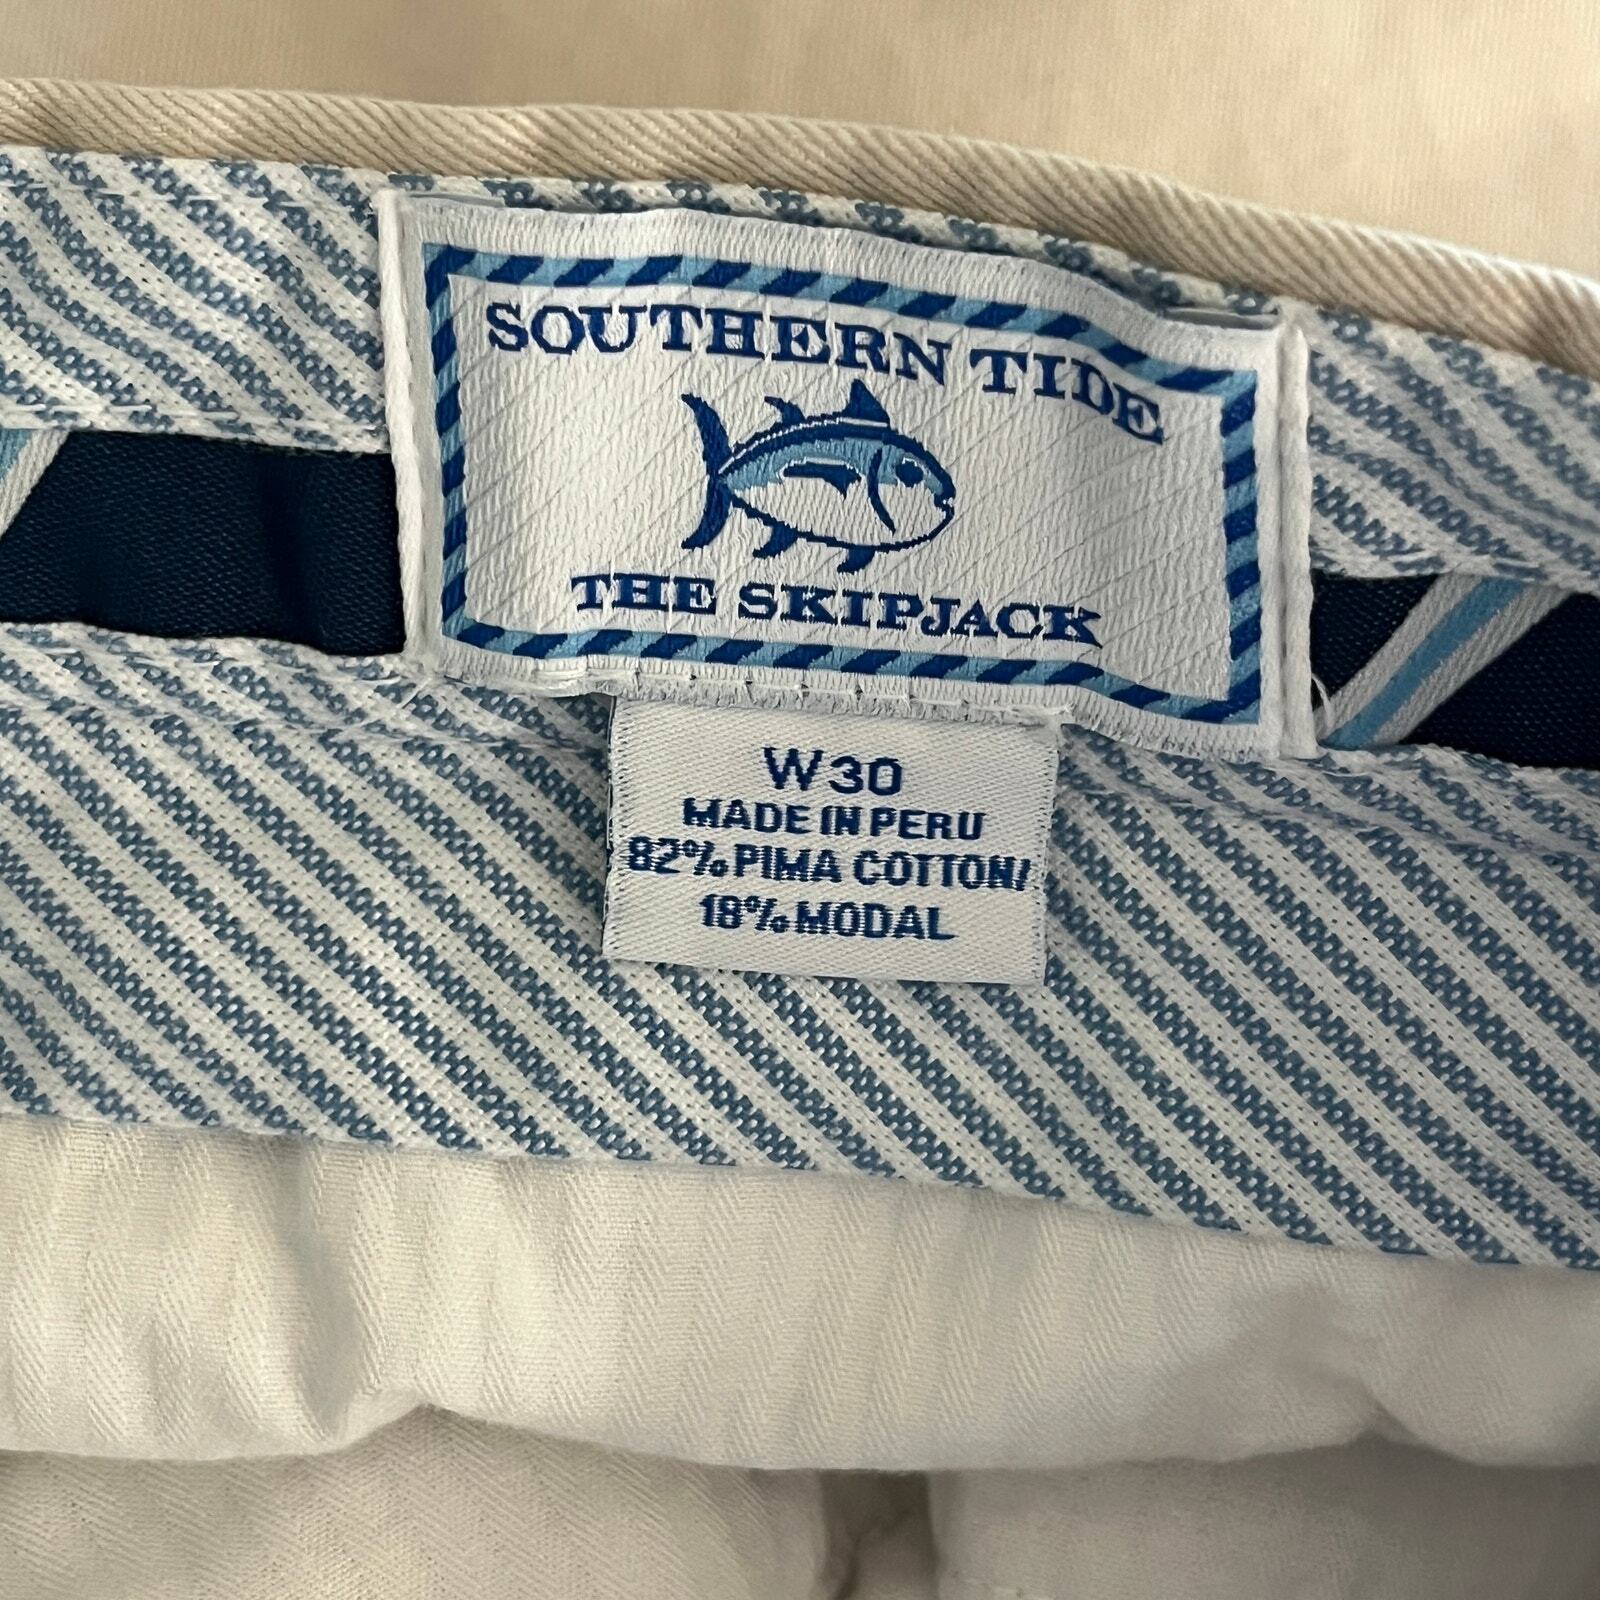 SOUTHERN TIDE
THE SKIPJACK
W30
MADE IN PERU
82% PIMA COTTON/
18% MODAL